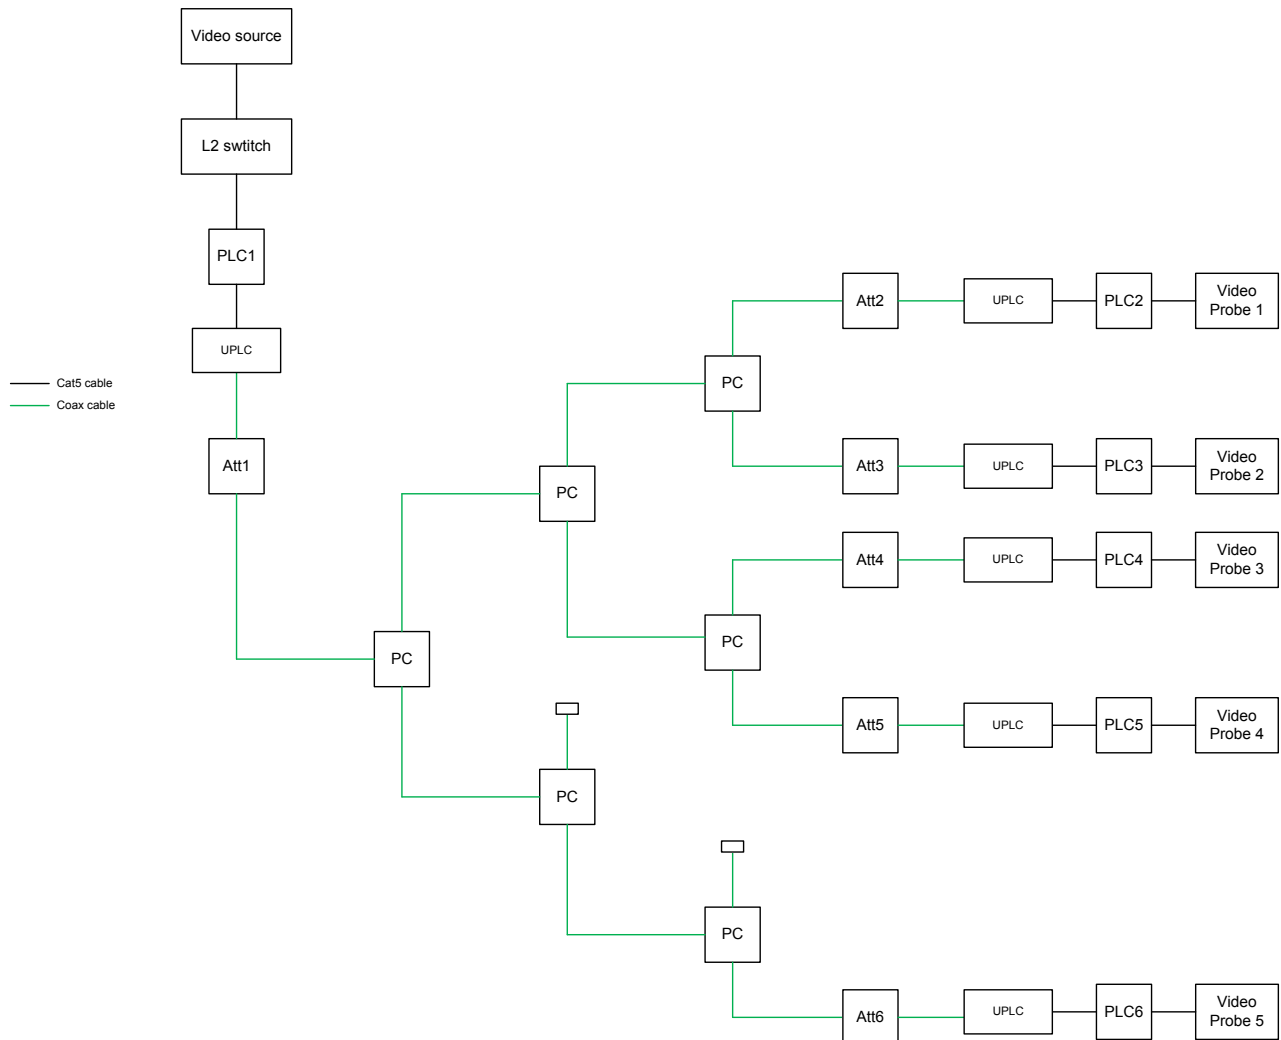 Video source
L2 swtitch
PLC1
UPLC
Cat5 cable
Coax cable
Att1
Att2
UPLC
PLC2
Video
Probe 1
PC
Att3
UPLC
PLC3
Video
Probe 2
PC
Att4
UPLC
PLC4
Video
Probe 3
PC
PC
Att5
UPLC
PLC5
Video
Probe 4
PC
PC
Att6
UPLC
PLC6
Video
Probe 5